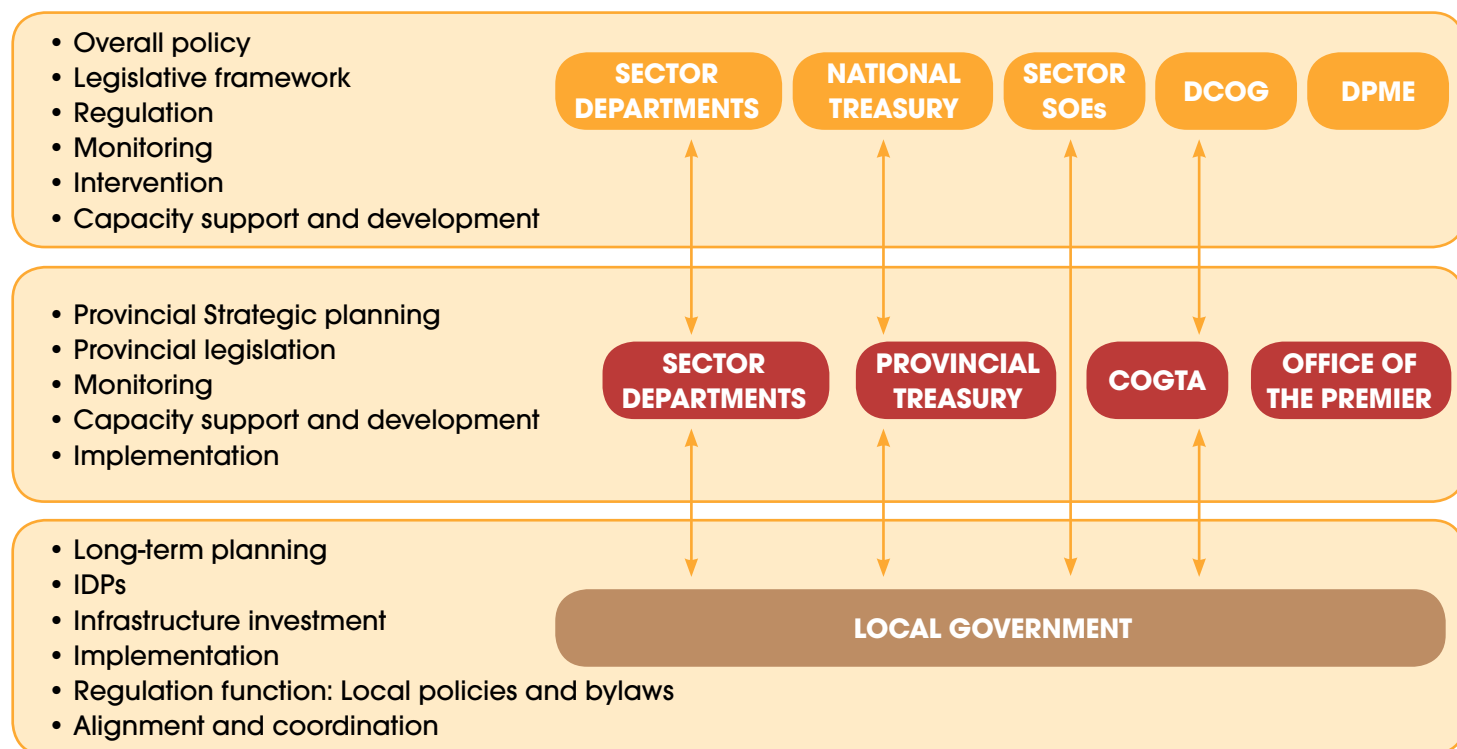 • Overall policy
• Legislative framework
• Regulation
• Monitoring
• Intervention
• Capacity support and development
SECTOR
DEPARTMENTS
NATIONAL
TREASURY
SECTOR
SOEs
DCOG
DPME
• Provincial Strategic planning
• Provincial legislation
• Monitoring
• Capacity support and development
• Implementation
SECTOR
DEPARTMENTS
PROVINCIAL
TREASURY
COGTA
OFFICE OF
THE PREMIER
• Long-term planning
• IDPs
• Infrastructure investment
• Implementation
• Regulation function: Local policies and bylaws
• Alignment and coordination
LOCAL GOVERNMENT